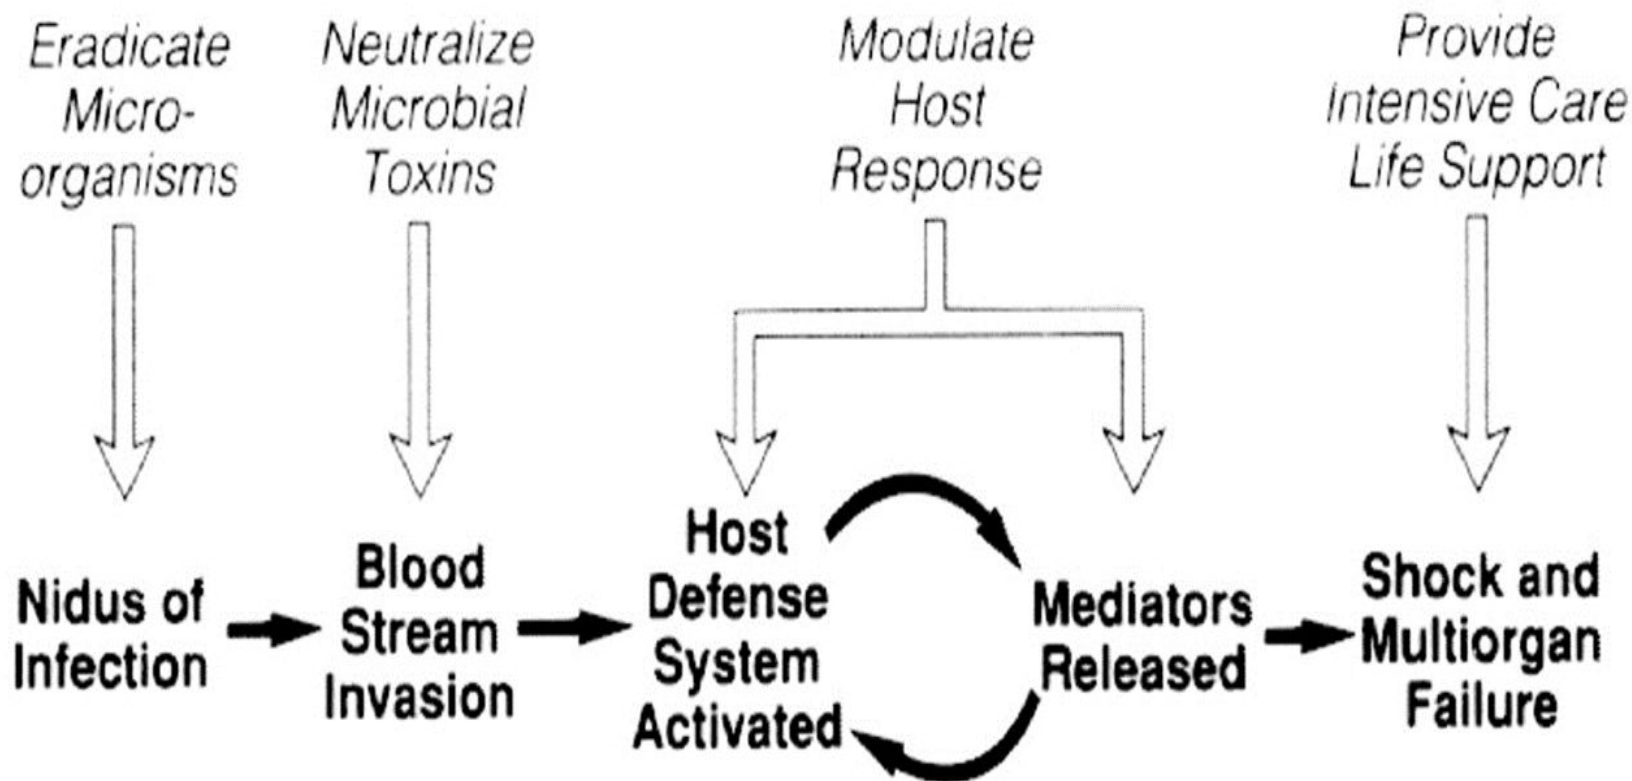 Eradicate
Micro-
organisms
Neutralize
Microbial
Toxins
Modulate
Host
Response
Provide
Intensive Care
Life Support
Nidus of
Infection
Blood
Stream
Invasion
Host
Defense
System
Activated
Mediators
Released
Shock and
Multiorgan
Failure